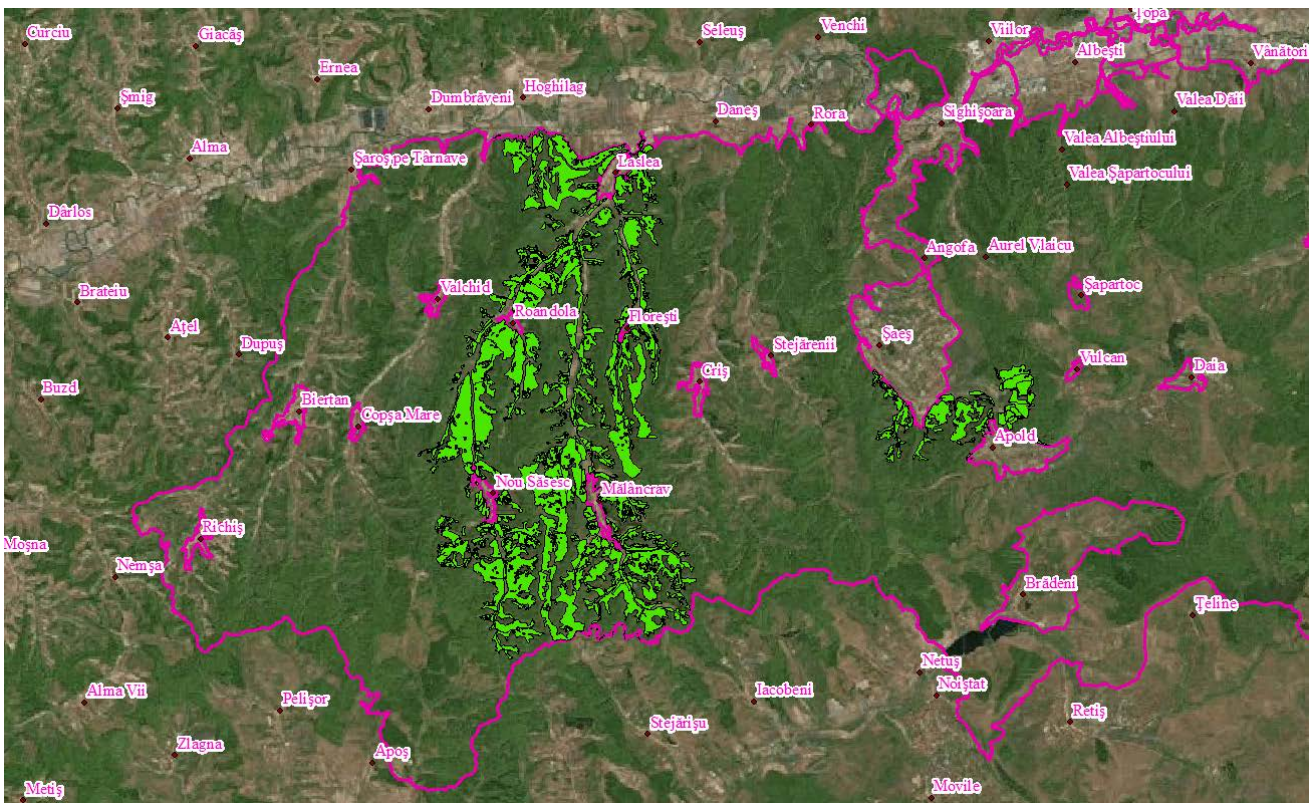 Ţopa
Curciu
Giacăş
Seleuş
Venchi
Viilor
Albeşti
Vânători
Ernea
Şmig
Dumbrăveni
Hoghilag
Daneş
Rora
Sighişoara
Valea Dăii
Alma
Şaroş pe Târnave
Laslea
Valea Albeştiului
Valea Şapartocului
Dârlos
Angofa
Aurel Vlaicu
Brateiu
Valchid
Şapartoc
Roandola
Floreşti
Aţel
Dupuş
Stejărenii
Şaeş
Vulcan
Daia
Buzd
Biertan
Criş
Copşa Mare
Apold
Nou Săsesc
Mălâncrav
Richiş
Moşna
Nemşa
Brădeni
Ţeline
Netuş
Alma Vii
Pelişor
Iacobeni
Noiştat
Stejărişu
Retiş
Zlagna
Apoş
Metiş
Movile